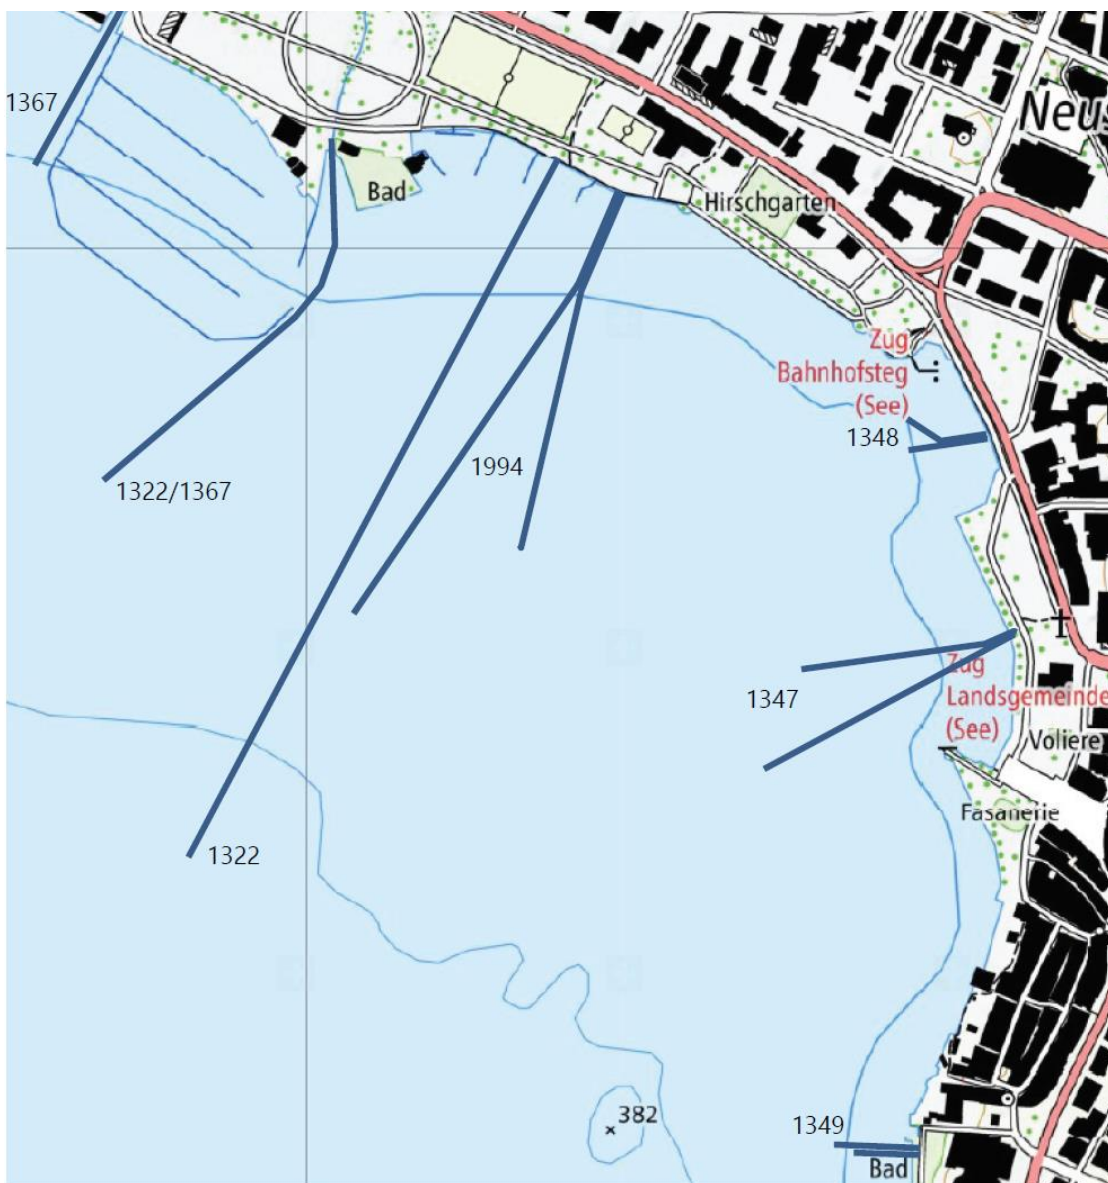 1367
Neus
Bad
Hirschgarten
Zug
Bahnhofsteg
(See)
1348
1994
1322/1367
Zug
Landsgemeinde
(See)
1347
Voliere
Fasanerie
1322
382
1349
Bad